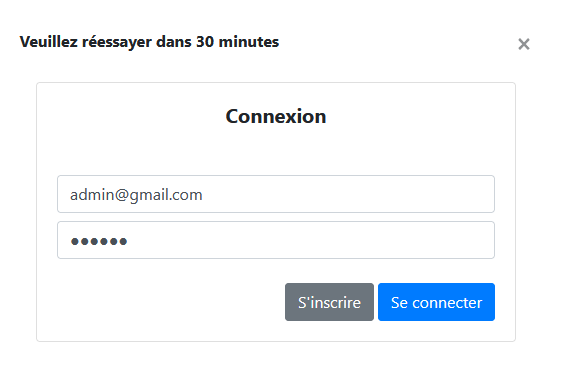 Veuillez réessayer dans 30 minutes
×
Connexion
admin@gmail.com
●●●●●●
S'inscrire Se connecter